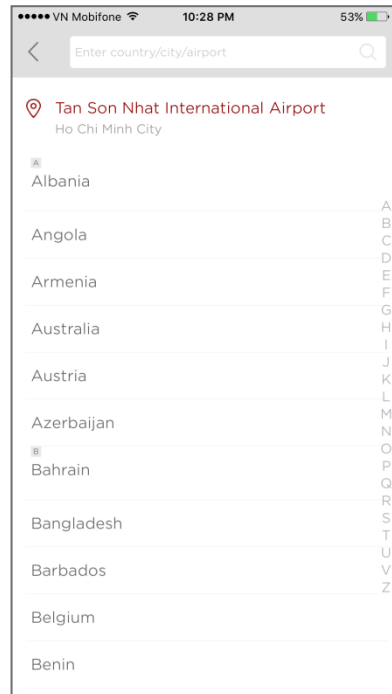 VN Mobifone 10:28 PM 53%
Enter country/city/airport
Tan Son Nhat International Airport
Ho Chi Minh City
A
Albania
Angola
Armenia
Australia
Austria
Azerbaijan
B
Bahrain
Bangladesh
Barbados
Belgium
Benin
A
B
C
D
E
F
G
H
I
J
K
L
M
N
O
P
Q
R
S
T
U
V
Z